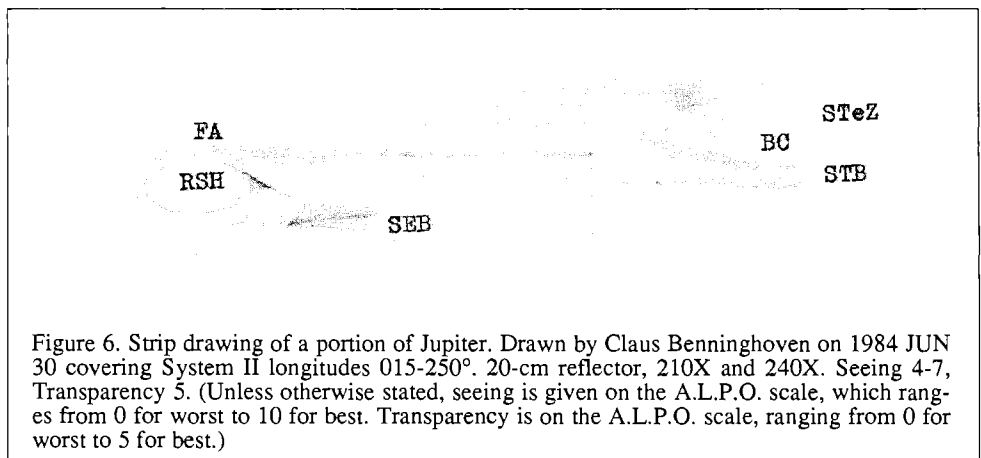 STeZ
FA
BC
RSH
STB
SEB
Figure 6. Strip drawing of a portion of Jupiter. Drawn by Claus Benninghoven on 1984 JUN
30 covering System II longitudes 015-250°. 20-cm reflector, 210X and 240X. Seeing 4-7,
Transparency 5. (Unless otherwise stated, seeing is given on the A.L.P.O. scale, which rang-
es from 0 for worst to 10 for best. Transparency is on the A.L.P.O. scale, ranging from 0 for
worst to 5 for best.)